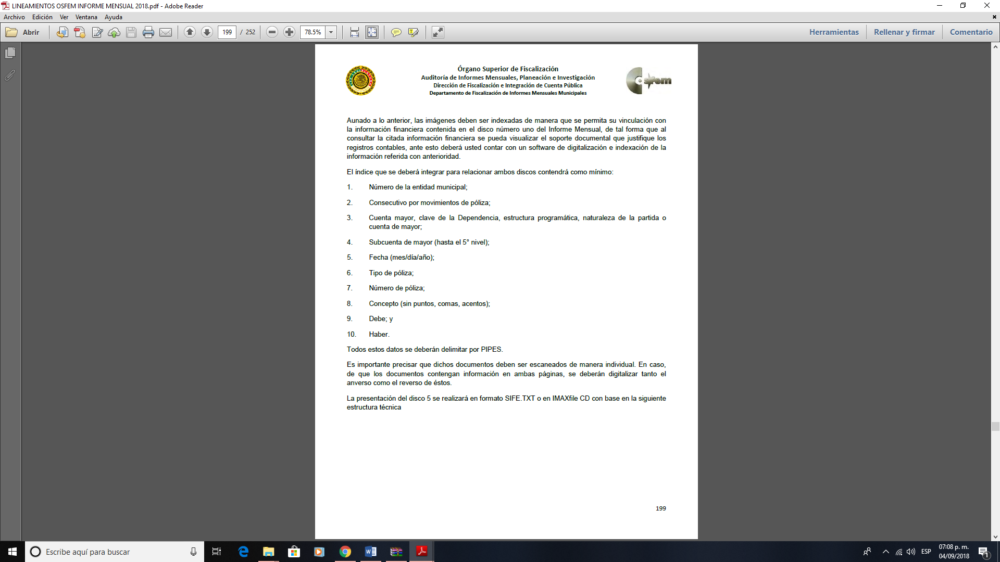 LINEAMIENTOS OSFEM INFORME MENSUAL 2018.pdf - Adobe Reader
Archivo Edición Ver Ventana Ayuda
Abrir 199 / 252 78.5% Herramientas Rellenar y firmar Comentario
Órgano Superior de Fiscalización
Auditoría de Informes Mensuales, Planeación e Investigación
Dirección de Fiscalización e Integración de Cuenta Pública
Departamento de Fiscalización de Informes Mensuales Municipales
sfem
Aunado a lo anterior, las imágenes deben ser indexadas de manera que se permita su vinculación con
la información financiera contenida en el disco número uno del Informe Mensual, de tal forma que al
consultar la citada información financiera se pueda visualizar el soporte documental que justifique los
registros contables, ante esto deberá usted contar con un software de digitalización e indexación de la
información referida con anterioridad.
El índice que se deberá integrar para relacionar ambos discos contendrá como mínimo:
1. Número de la entidad municipal;
2. Consecutivo por movimientos de póliza;
3. Cuenta mayor, clave de la Dependencia, estructura programática, naturaleza de la partida o
cuenta de mayor;
4. Subcuenta de mayor (hasta el 5° nivel);
5. Fecha (mes/día/año);
6. Tipo de póliza;
7. Número de póliza;
8. Concepto (sin puntos, comas, acentos);
9. Debe; y
10. Haber.
Todos estos datos se deberán delimitar por PIPES.
Es importante precisar que dichos documentos deben ser escaneados de manera individual. En caso,
de que los documentos contengan información en ambas páginas, se deberán digitalizar tanto el
anverso como el reverso de éstos.
La presentación del disco 5 se realizará en formato SIFE.TXT o en IMAXfile CD con base en la siguiente
estructura técnica
199
Escribe aquí para buscar
ESP
07:08 p. m.
04/09/2018
1